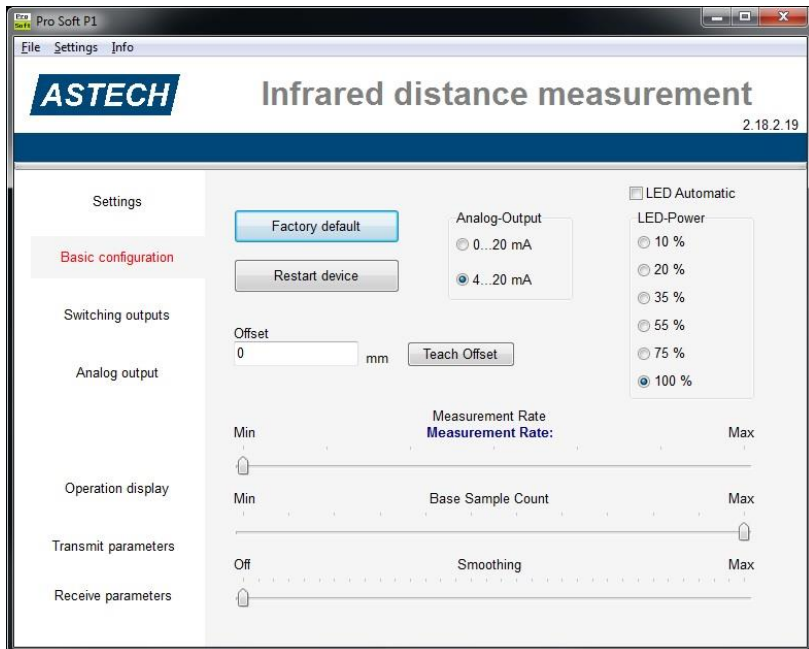 Pro Soft P1
File Settings Info
ASTECH
Infrared distance measurement
2.18.2.19
Settings
Basic configuration
Switching outputs
Analog output
Operation display
Transmit parameters
Receive parameters
Factory default
Restart device
Analog-Output
0...20 mA
4...20 mA
LED Automatic
LED-Power
10 %
20 %
35 %
55 %
75 %
100 %
Offset
0 mm Teach Offset
Measurement Rate
Min Measurement Rate: Max
Min Base Sample Count Max
Off Smoothing Max